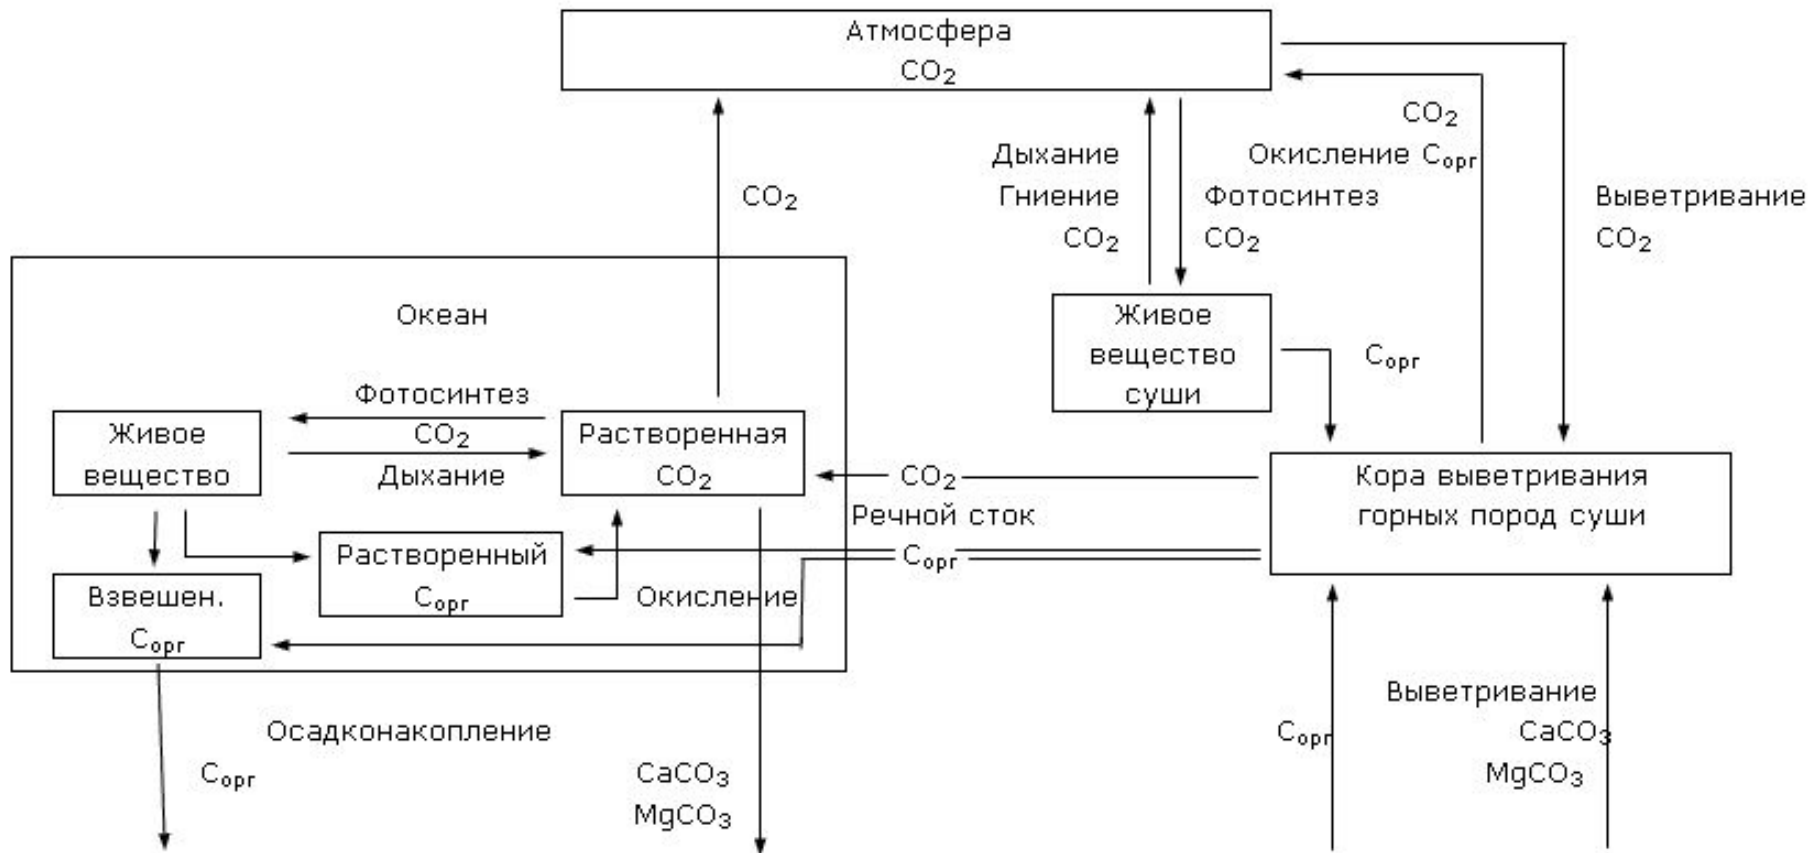 Атмосфера
CO₂
CO₂
Дыхание
Гниение
CO₂
Окисление Cорг
Фотосинтез
CO₂
CO₂
Выветривание
CO₂
Океан
Живое
вещество
суши
Cорг
Фотосинтез
CO₂
Дыхание
Живое
вещество
Растворенная
CO₂
CO₂
Речной сток
Cорг
Кора выветривания
горных пород суши
Растворенный
Cорг
Окисление
Взвешен.
Cорг
Осадконакопление
Cорг
CaCO₃
MgCO₃
Cорг
Выветривание
CaCO₃
MgCO₃